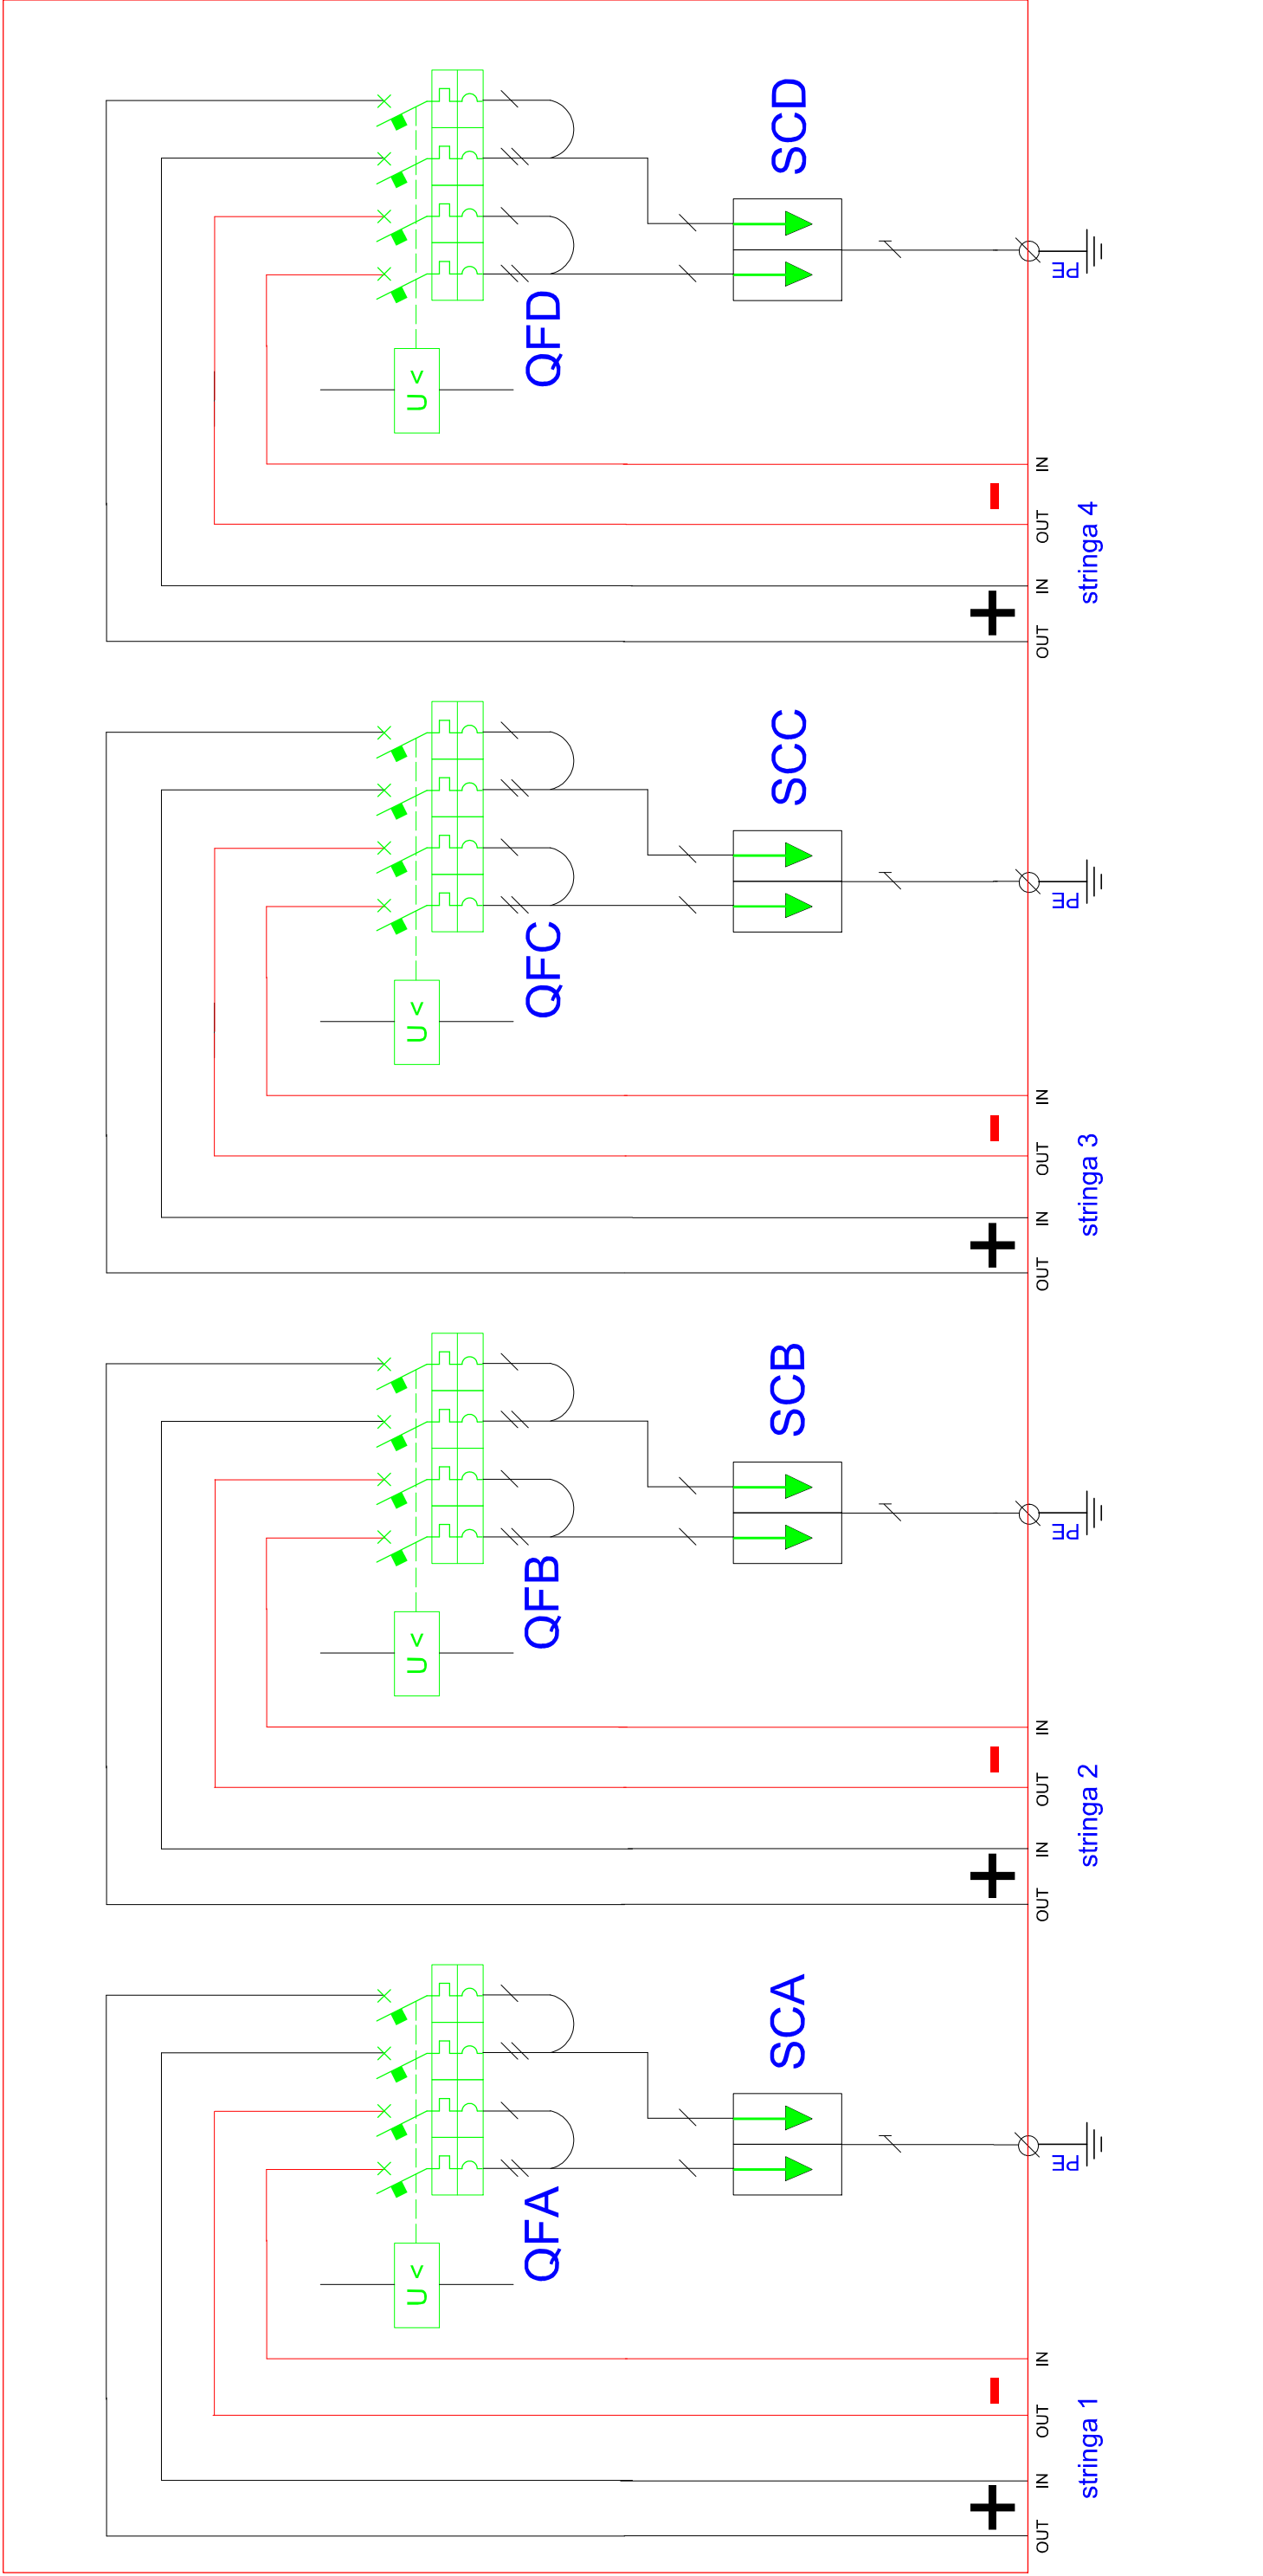 SCD
PE
QFD
U <
IN
OUT
IN
OUT
stringa 4
SCC
PE
QFC
U <
IN
OUT
IN
OUT
stringa 3
SCB
PE
QFB
U <
IN
OUT
IN
OUT
stringa 2
SCA
PE
QFA
U <
IN
OUT
IN
OUT
stringa 1